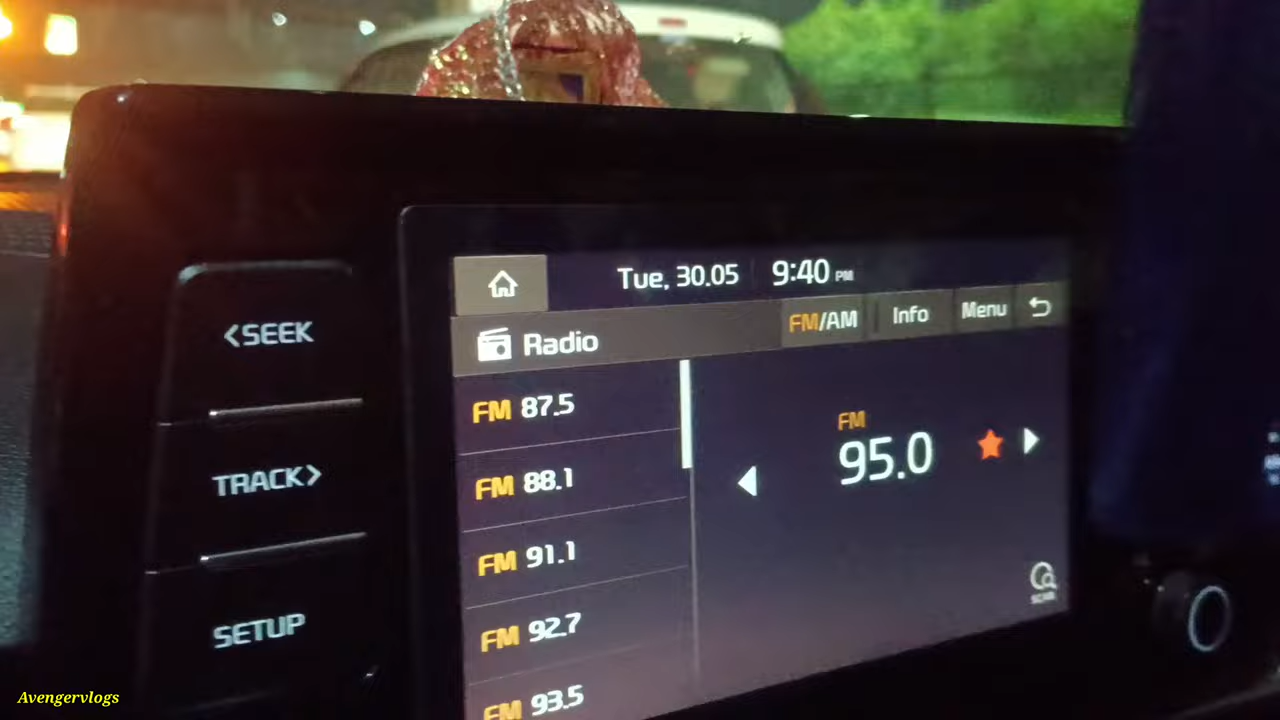 Tue, 30.05 9:40 PM
Radio FM/AM Info Menu
<SEEK
TRACK>
SETUP
FM 87.5
FM 88.1
FM 91.1
FM 92.7
FM 93.5
FM
95.0
SCAN
Avengervlogs